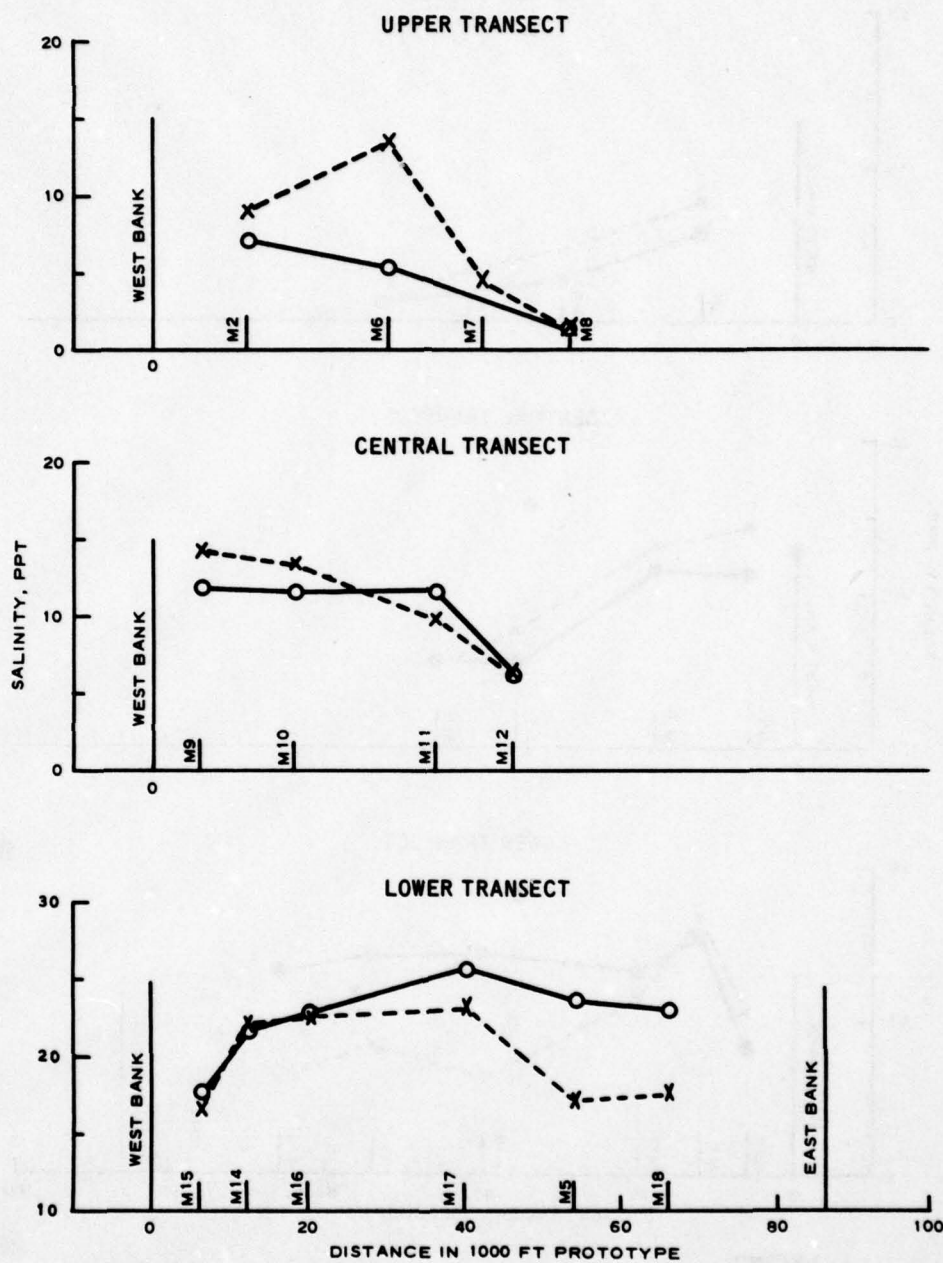 UPPER TRANSECT
20
10
0
WEST BANK
M2
M6
M7
M8
0
CENTRAL TRANSECT
20
10
0
SALINITY, PPT
WEST BANK
M9
M10
M11
M12
0
LOWER TRANSECT
30
20
10
WEST BANK
M15
M14
M16
M17
M5
M18
EAST BANK
0 20 40 60 80 100
DISTANCE IN 1000 FT PROTOTYPE